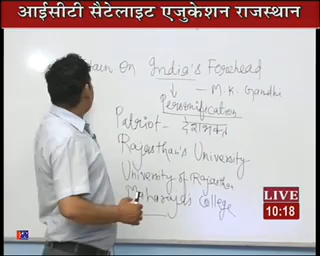 आईसीटी सैटेलाइट एजुकेशन राजस्थान
On India's Forehead
- M.K. Gandhi
Personification
Patriot - देशभक्त
Rajasthan's University
University of Rajasthan
Maharaja's College
LIVE
10:18